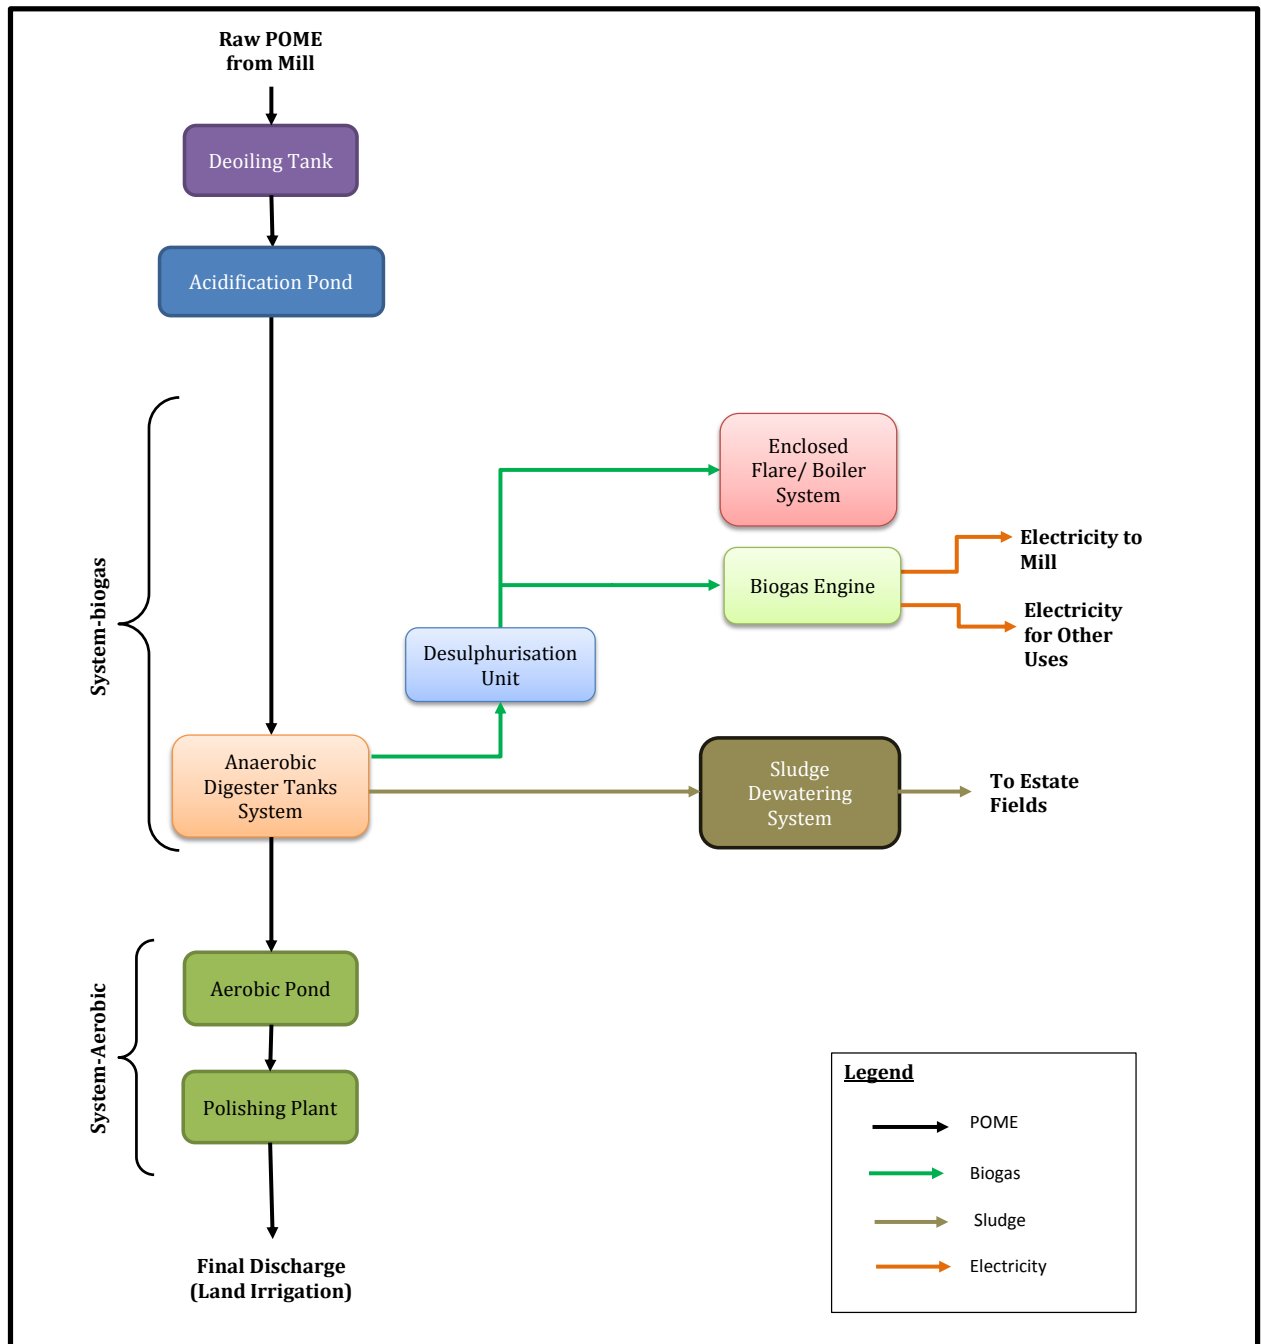 Raw POME
from Mill
Deoiling Tank
Acidification Pond
System-biogas
Enclosed
Flare/ Boiler
System
Biogas Engine
Electricity to
Mill
Electricity
for Other
Uses
Desulphurisation
Unit
Anaerobic
Digester Tanks
System
Sludge
Dewatering
System
To Estate
Fields
System-Aerobic
Aerobic Pond
Polishing Plant
Final Discharge
(Land Irrigation)
Legend
POME
Biogas
Sludge
Electricity